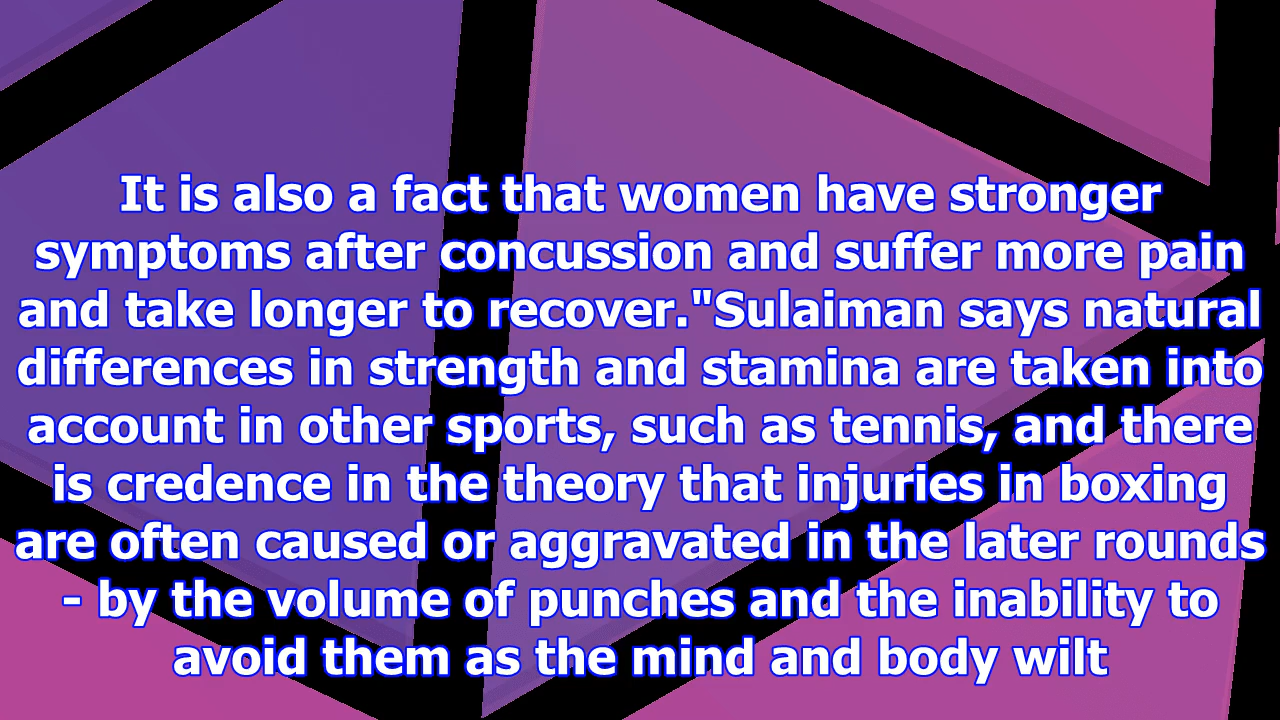 It is also a fact that women have stronger
symptoms after concussion and suffer more pain
and take longer to recover."Sulaiman says natural
differences in strength and stamina are taken into
account in other sports, such as tennis, and there
is credence in the theory that injuries in boxing
are often caused or aggravated in the later rounds
- by the volume of punches and the inability to
avoid them as the mind and body wilt